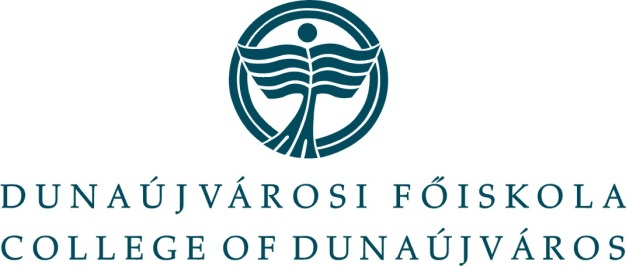 DUNAÚJVÁROSI FŐISKOLA
COLLEGE OF DUNAÚJVÁROS